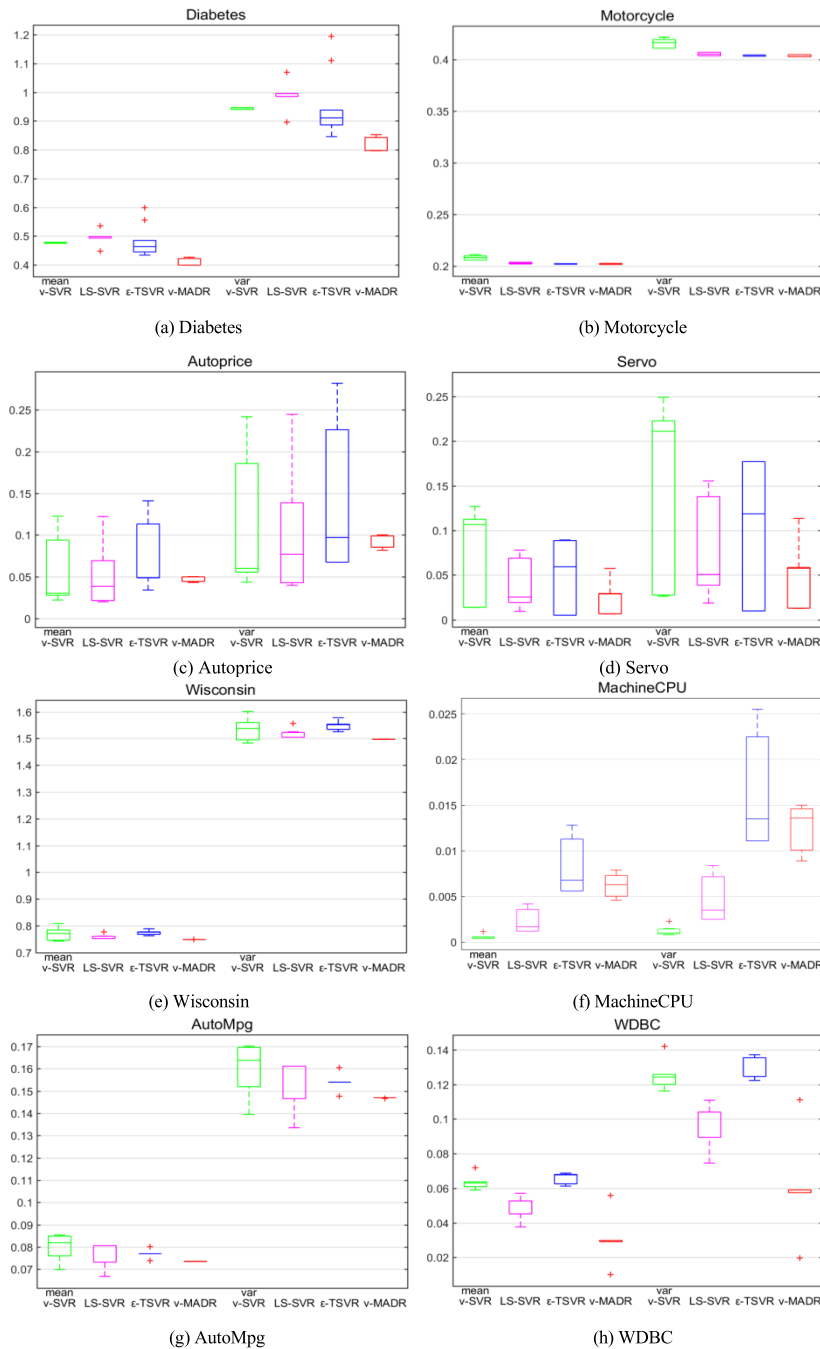 Diabetes
1.2
1.1
1
0.9
0.8
0.7
0.6
0.5
0.4
mean var
v-SVR LS-SVR ε-TSVR v-MADR v-SVR LS-SVR ε-TSVR v-MADR
(a) Diabetes
Motorcycle
0.4
0.35
0.3
0.25
0.2
mean var
v-SVR LS-SVR ε-TSVR v-MADR v-SVR LS-SVR ε-TSVR v-MADR
(b) Motorcycle
Autoprice
0.25
0.2
0.15
0.1
0.05
0
mean var
v-SVR LS-SVR ε-TSVR v-MADR v-SVR LS-SVR ε-TSVR v-MADR
(c) Autoprice
Servo
0.25
0.2
0.15
0.1
0.05
0
mean var
v-SVR LS-SVR ε-TSVR v-MADR v-SVR LS-SVR ε-TSVR v-MADR
(d) Servo
Wisconsin
1.6
1.5
1.4
1.3
1.2
1.1
1
0.9
0.8
0.7
mean var
v-SVR LS-SVR ε-TSVR v-MADR v-SVR LS-SVR ε-TSVR v-MADR
(e) Wisconsin
MachineCPU
0.025
0.02
0.015
0.01
0.005
0
mean var
v-SVR LS-SVR ε-TSVR v-MADR v-SVR LS-SVR ε-TSVR v-MADR
(f) MachineCPU
AutoMpg
0.17
0.16
0.15
0.14
0.13
0.12
0.11
0.1
0.09
0.08
0.07
mean var
v-SVR LS-SVR ε-TSVR v-MADR v-SVR LS-SVR ε-TSVR v-MADR
(g) AutoMpg
WDBC
0.14
0.12
0.1
0.08
0.06
0.04
0.02
mean var
v-SVR LS-SVR ε-TSVR v-MADR v-SVR LS-SVR ε-TSVR v-MADR
(h) WDBC